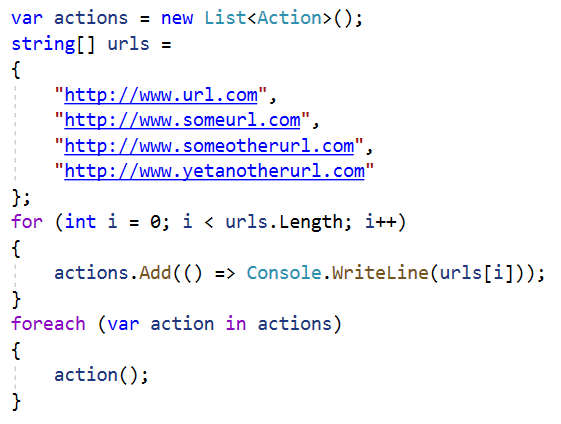 var actions = new List<Action>();
string[] urls =
{
    "http://www.url.com",
    "http://www.someurl.com",
    "http://www.someotherurl.com",
    "http://www.yetanotherurl.com"
};
for (int i = 0; i < urls.Length; i++)
{
    actions.Add(() => Console.WriteLine(urls[i]));
}
foreach (var action in actions)
{
    action();
}